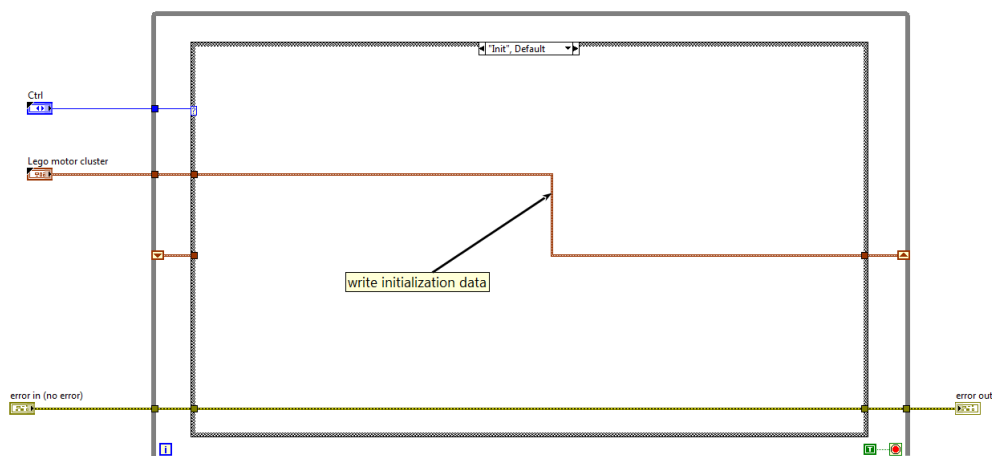 "Init", Default
Ctrl
?
Lego motor cluster
write initialization data
error in (no error)
error out
i
T